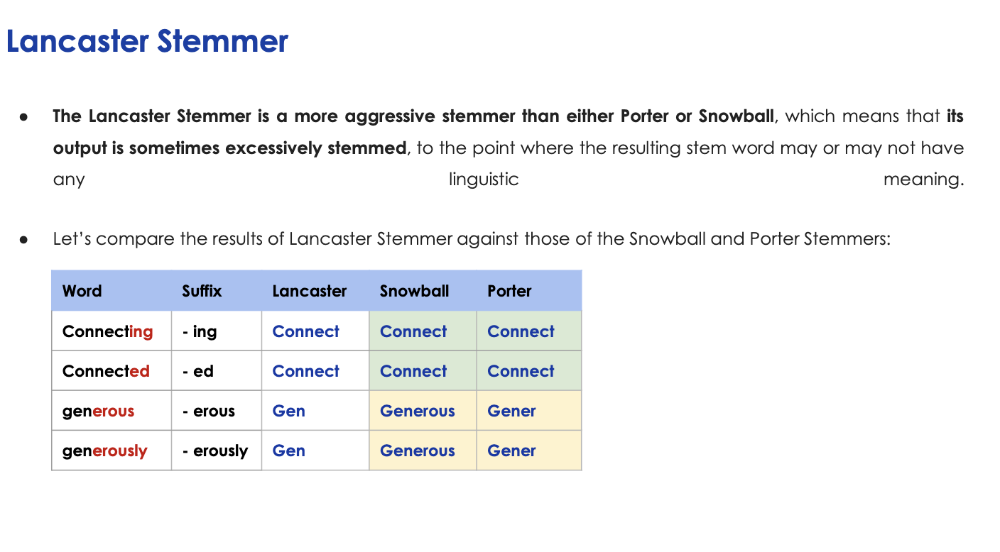 Lancaster Stemmer
● The Lancaster Stemmer is a more aggressive stemmer than either Porter or Snowball, which means that its
output is sometimes excessively stemmed, to the point where the resulting stem word may or may not have
any linguistic meaning.
● Let’s compare the results of Lancaster Stemmer against those of the Snowball and Porter Stemmers:
Word Suffix Lancaster Snowball Porter
Connecting - ing Connect Connect Connect
Connected - ed Connect Connect Connect
generous - erous Gen Generous Gener
generously - erously Gen Generous Gener